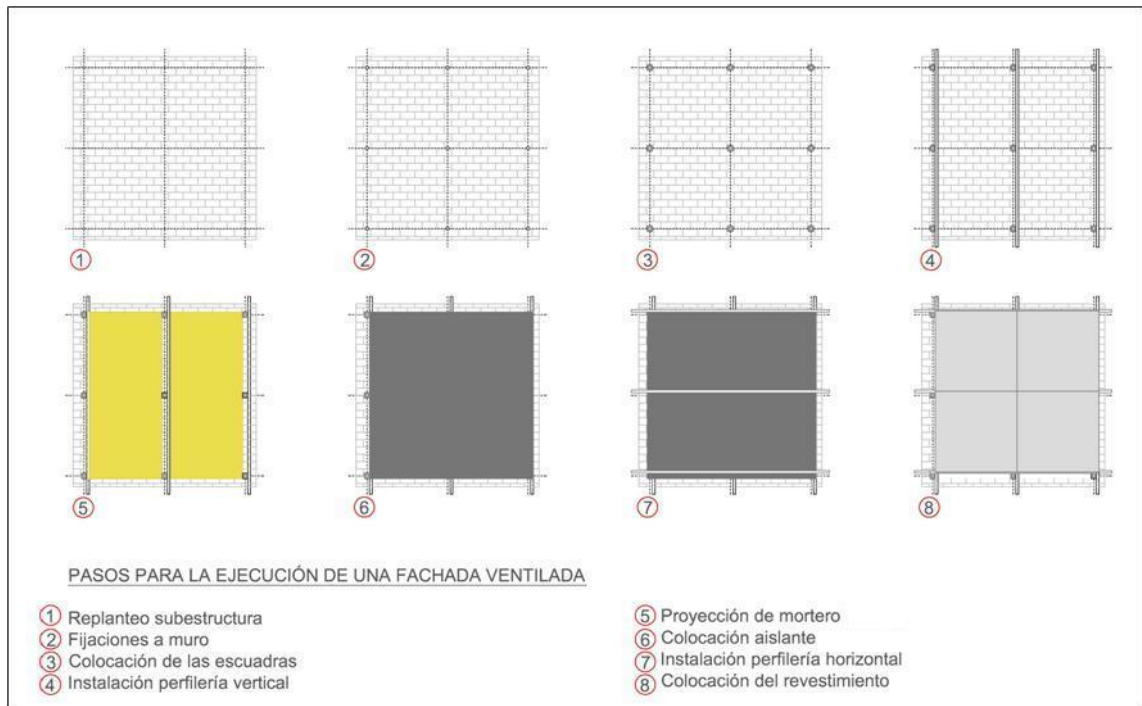 1
2
3
4
5
6
7
8
PASOS PARA LA EJECUCIÓN DE UNA FACHADA VENTILADA
1 Replanteo subestructura
2 Fijaciones a muro
3 Colocación de las escuadras
4 Instalación perfilería vertical
5 Proyección de mortero
6 Colocación aislante
7 Instalación perfilería horizontal
8 Colocación del revestimiento